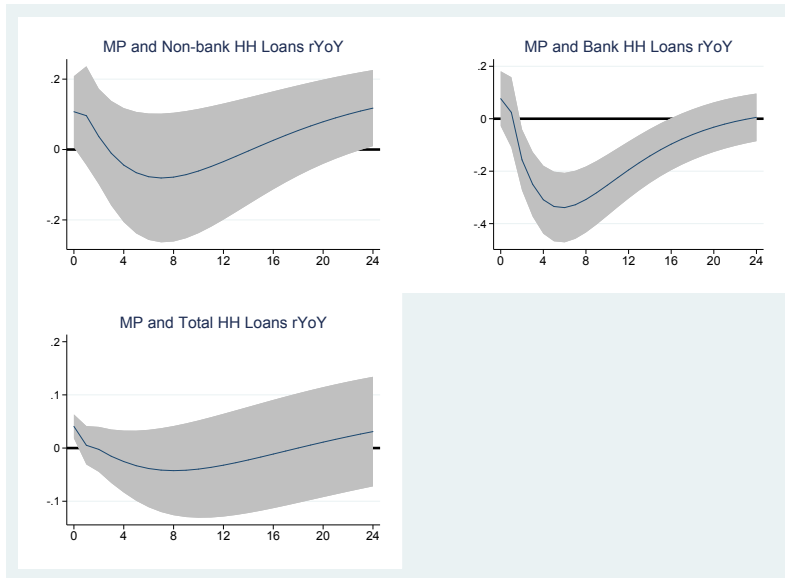 MP and Non-bank HH Loans rYoY
.2
0
-.2
0 4 8 12 16 20 24
MP and Bank HH Loans rYoY
.2
0
-.2
-.4
0 4 8 12 16 20 24
MP and Total HH Loans rYoY
.2
.1
0
-.1
0 4 8 12 16 20 24